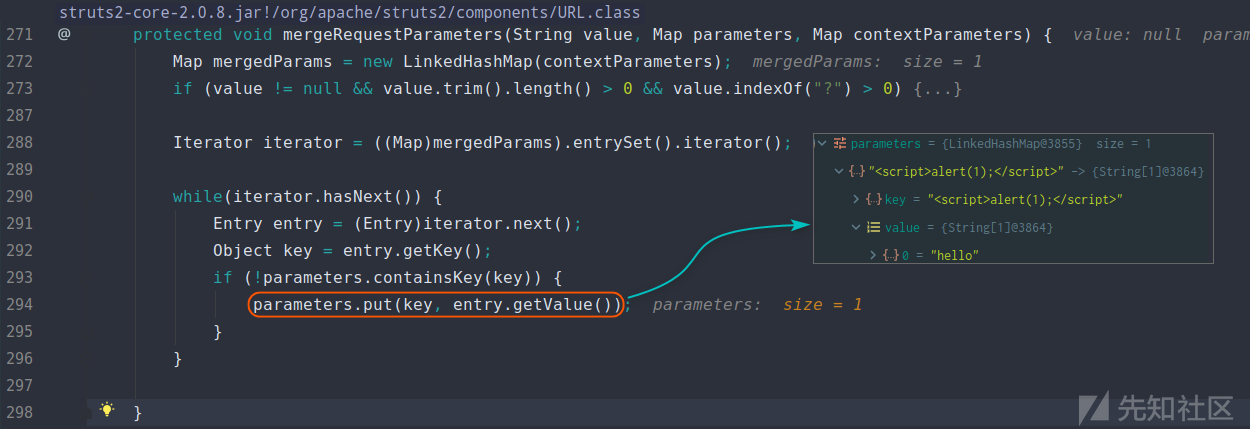 struts2-core-2.0.8.jar!/org/apache/struts2/components/URL.class
271 @ protected void mergeRequestParameters(String value, Map parameters, Map contextParameters) { value: null param
272 Map mergedParams = new LinkedHashMap(contextParameters); mergedParams: size = 1
273 if (value != null && value.trim().length() > 0 && value.indexOf("?") > 0) {...}
287
288 Iterator iterator = ((Map)mergedParams).entrySet().iterator();
289
290 while(iterator.hasNext()) {
291 Entry entry = (Entry)iterator.next();
292 Object key = entry.getKey();
293 if (!parameters.containsKey(key)) {
294 parameters.put(key, entry.getValue()); parameters: size = 1
295 }
296 }
297
298 }
parameters = {LinkedHashMap@3855} size = 1
{...} "<script>alert(1);</script>" -> {String[1]@3864}
{...} key = "<script>alert(1);</script>"
value = {String[1]@3864}
{...} 0 = "hello"
先知社区